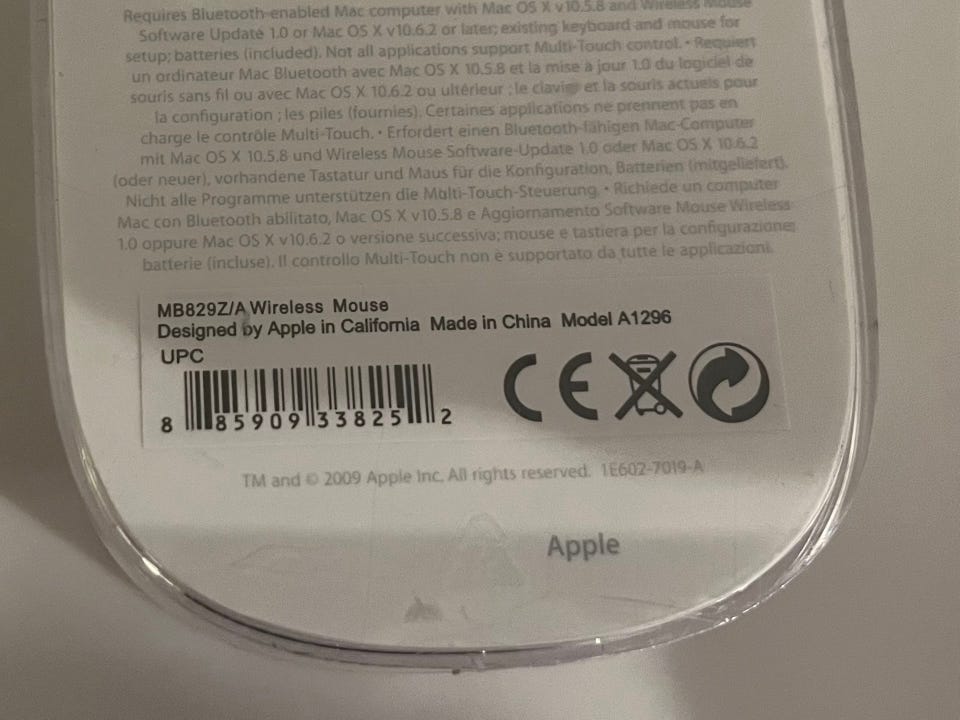 Requires Bluetooth-enabled Mac computer with Mac OS X v10.5.8 and Wireless Mouse
Software Update 1.0 or Mac OS X v10.6.2 or later; existing keyboard and mouse for
setup; batteries (included). Not all applications support Multi-Touch control. • Requiert
un ordinateur Mac Bluetooth avec Mac OS X 10.5.8 et la mise à jour 1.0 du logiciel de
souris sans fil ou avec Mac OS X 10.6.2 ou ultérieur ; le clavier et la souris actuels pour
la configuration ; les piles (fournies). Certaines applications ne prennent pas en
charge le contrôle Multi-Touch. • Erfordert einen Bluetooth-fähigen Mac-Computer
mit Mac OS X 10.5.8 und Wireless Mouse Software-Update 1.0 oder Mac OS X 10.6.2
(oder neuer), vorhandene Tastatur und Maus für die Konfiguration, Batterien (mitgeliefert).
Nicht alle Programme unterstützen die Multi-Touch-Steuerung. • Richiede un computer
Mac con Bluetooth abilitato, Mac OS X v10.5.8 e Aggiornamento Software Mouse Wireless
1.0 oppure Mac OS X v10.6.2 o versione successiva; mouse e tastiera per la configurazione;
batterie (incluse). Il controllo Multi-Touch non è supportato da tutte le applicazioni.
MB829Z/A Wireless Mouse
Designed by Apple in California Made in China Model A1296
UPC
8 85909 33825 2
CE
TM and © 2009 Apple Inc. All rights reserved. 1E602-7019-A
Apple